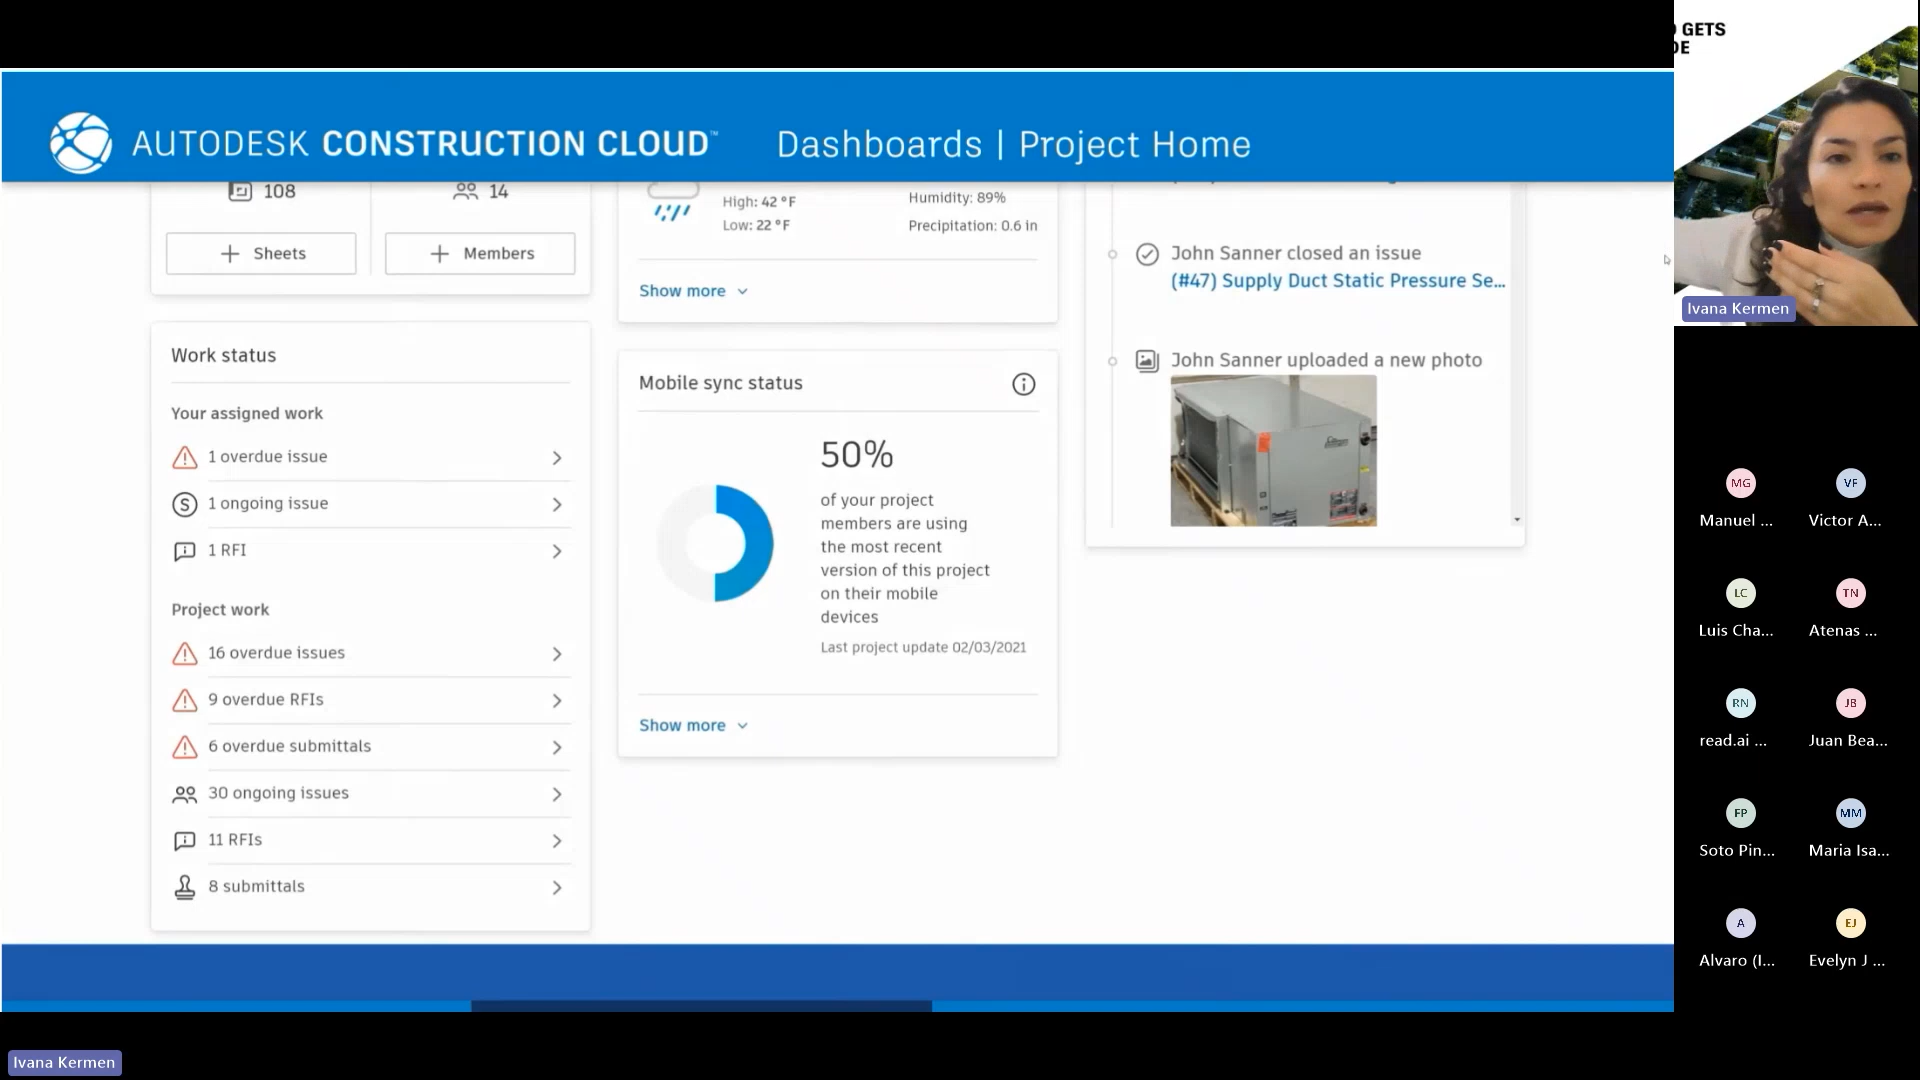 AUTODESK CONSTRUCTION CLOUD™ Dashboards | Project Home
108
14
+ Sheets
+ Members
Work status
Your assigned work
1 overdue issue
1 ongoing issue
1 RFI
Project work
16 overdue issues
9 overdue RFIs
6 overdue submittals
30 ongoing issues
11 RFIs
8 submittals
High: 42 °F
Low: 22 °F
Humidity: 89%
Precipitation: 0.6 in
Show more
Mobile sync status
50%
of your project
members are using
the most recent
version of this project
on their mobile
devices
Last project update 02/03/2021
Show more
John Sanner closed an issue
(#47) Supply Duct Static Pressure Se...
John Sanner uploaded a new photo
GETS
Ivana Kermen
MG
Manuel ...
VF
Victor A...
LC
Luis Cha...
TN
Atenas ...
RN
read.ai ...
JB
Juan Bea...
FP
Soto Pin...
MM
Maria Isa...
A
Alvaro (I...
EJ
Evelyn J ...
Ivana Kermen